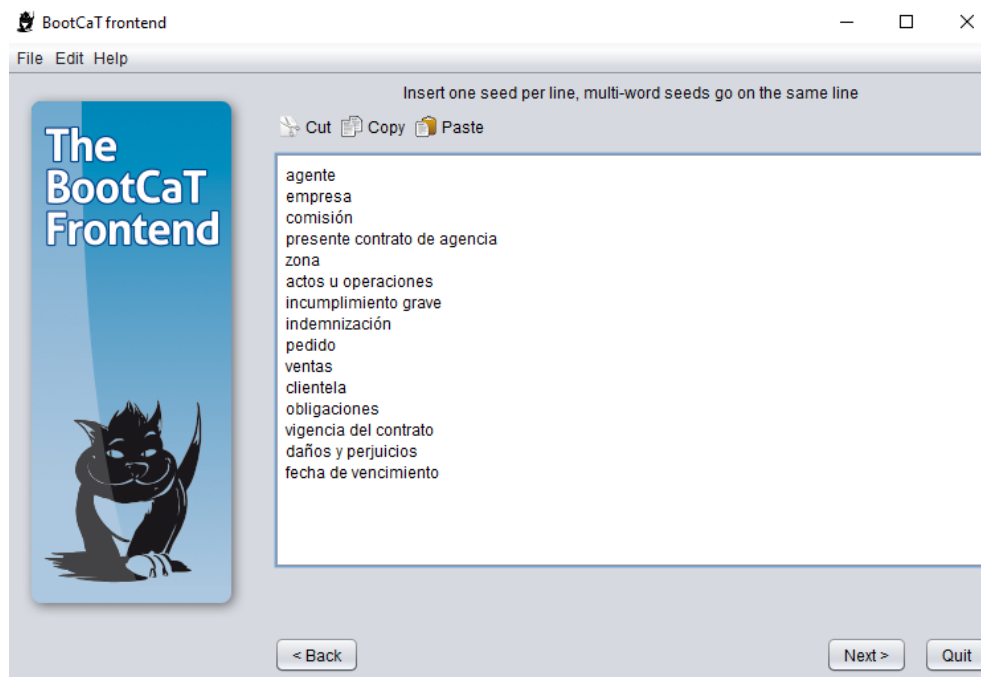 BootCaT frontend
File Edit Help
The
BootCaT
Frontend
Insert one seed per line, multi-word seeds go on the same line
Cut Copy Paste
agente
empresa
comisión
presente contrato de agencia
zona
actos u operaciones
incumplimiento grave
indemnización
pedido
ventas
clientela
obligaciones
vigencia del contrato
daños y perjuicios
fecha de vencimiento
< Back Next > Quit